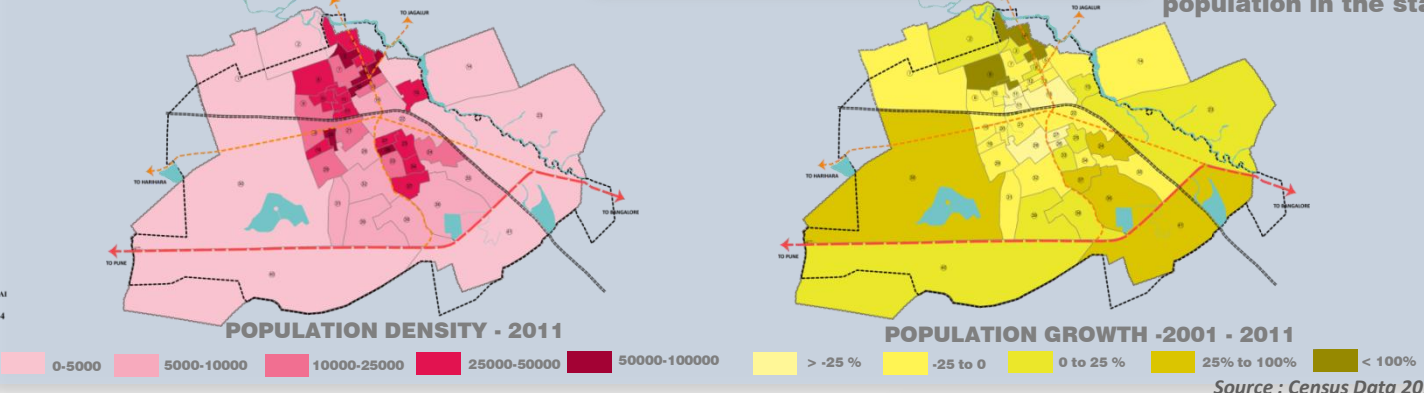 population in the sta
TO JAGALUR
TO HARIHARA
TO BANGALORE
TO PUNE
POPULATION DENSITY - 2011
0-5000
5000-10000
10000-25000
25000-50000
50000-100000
TO JAGALUR
TO HARIHARA
TO BANGALORE
TO PUNE
POPULATION GROWTH -2001 - 2011
> -25 %
-25 to 0
0 to 25 %
25% to 100%
< 100%
Source : Census Data 20